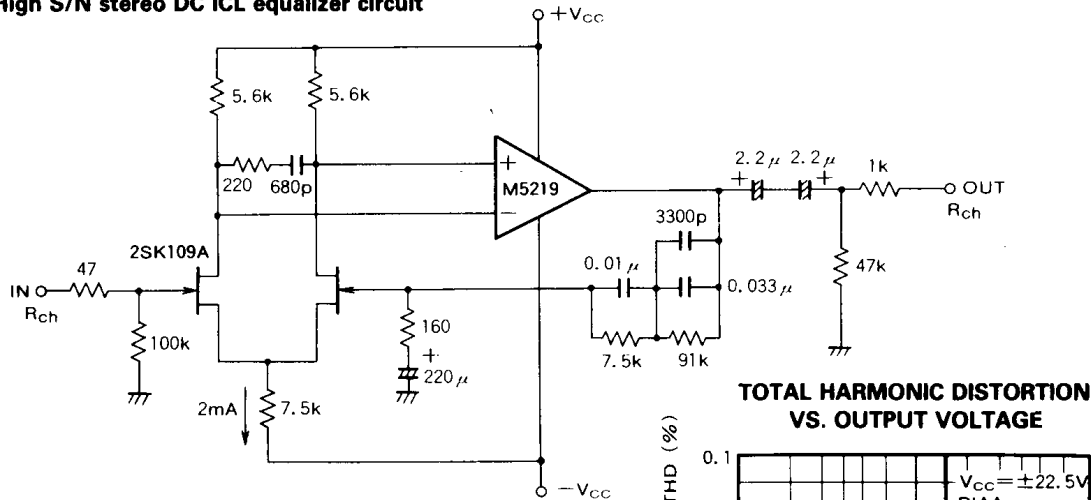 High S/N stereo DC ICL equalizer circuit
+Vcc
5.6k
5.6k
220
680p
+
M5219
−
2.2μ
2.2μ
+
+
1k
OUT
Rch
3300p
47k
2SK109A
0.01μ
0.033μ
47
IN
Rch
100k
160
+
220μ
7.5k
91k
2mA
7.5k
−Vcc
TOTAL HARMONIC DISTORTION
VS. OUTPUT VOLTAGE
THD (%)
0.1
Vcc=±22.5V